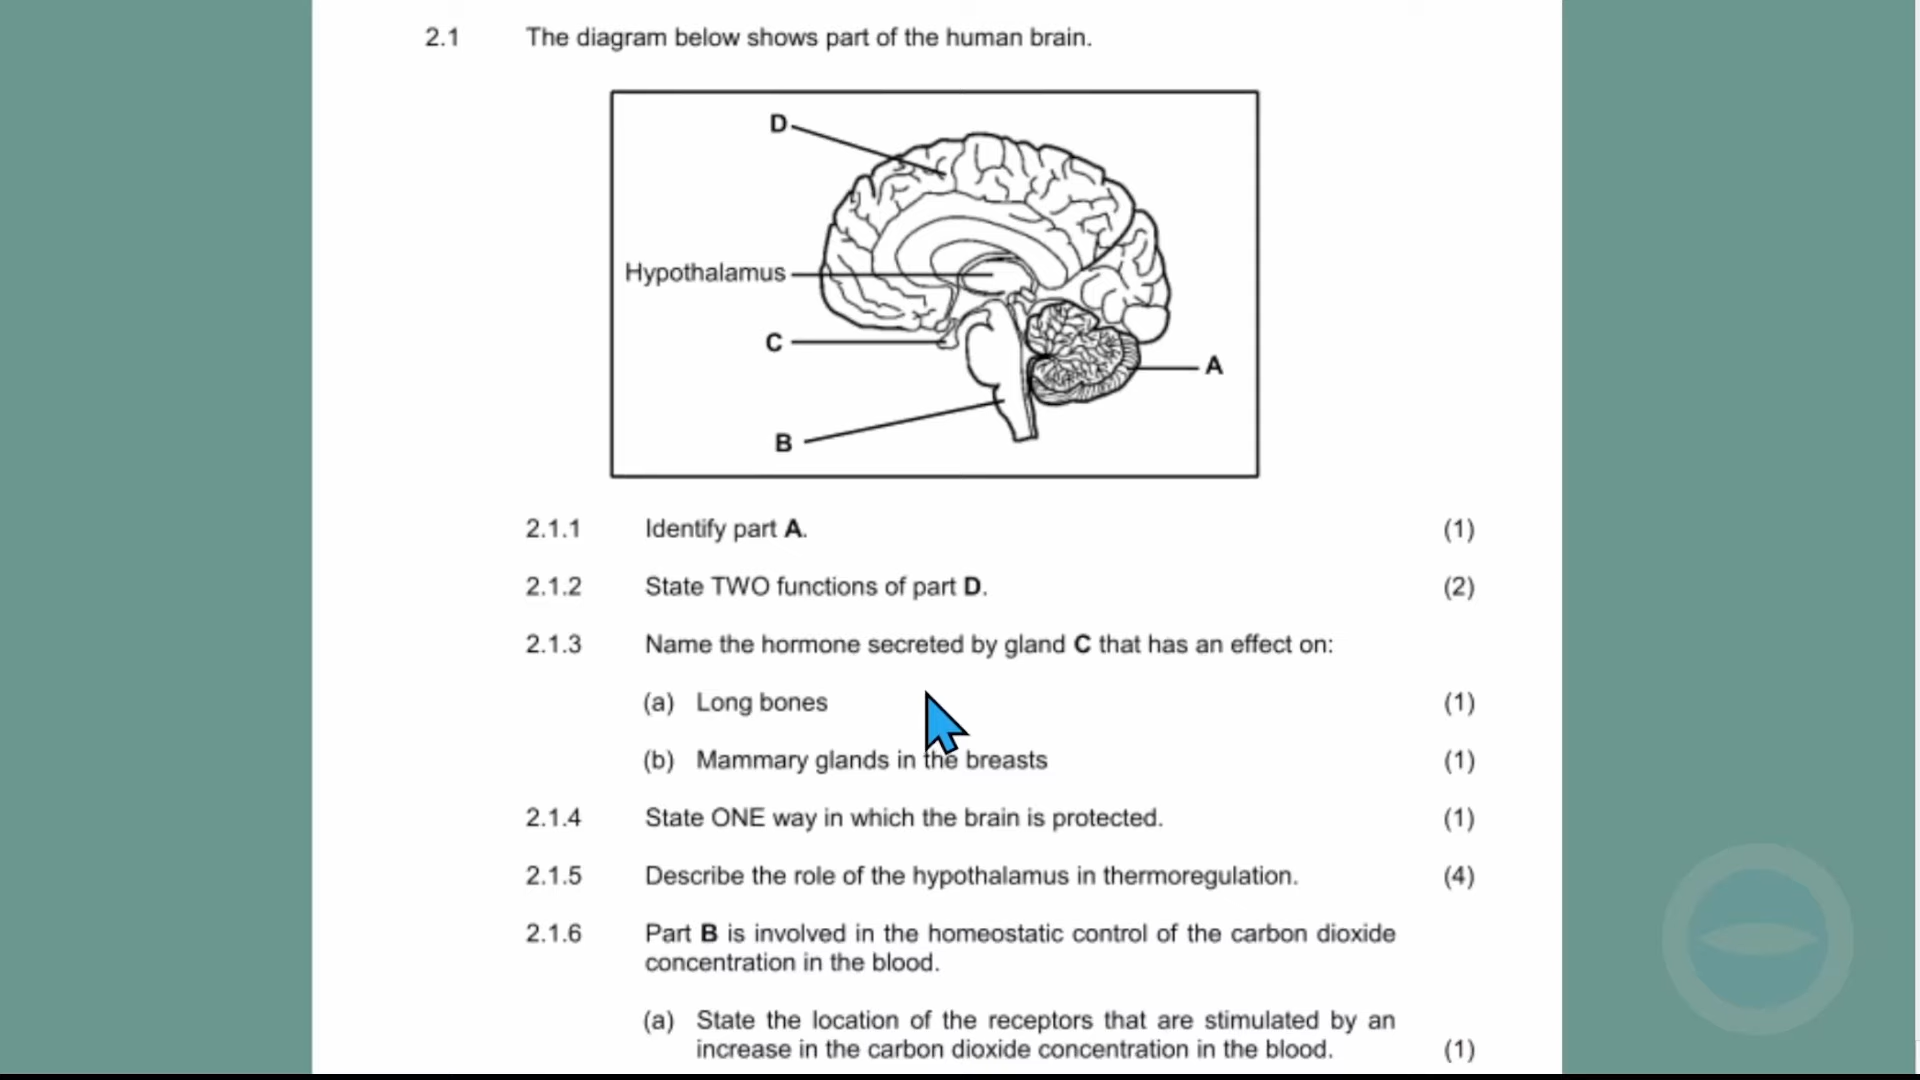 2.1 The diagram below shows part of the human brain.
D
Hypothalamus
C
A
B
2.1.1 Identify part A. (1)
2.1.2 State TWO functions of part D. (2)
2.1.3 Name the hormone secreted by gland C that has an effect on:
(a) Long bones (1)
(b) Mammary glands in the breasts (1)
2.1.4 State ONE way in which the brain is protected. (1)
2.1.5 Describe the role of the hypothalamus in thermoregulation. (4)
2.1.6 Part B is involved in the homeostatic control of the carbon dioxide
concentration in the blood.
(a) State the location of the receptors that are stimulated by an
increase in the carbon dioxide concentration in the blood. (1)